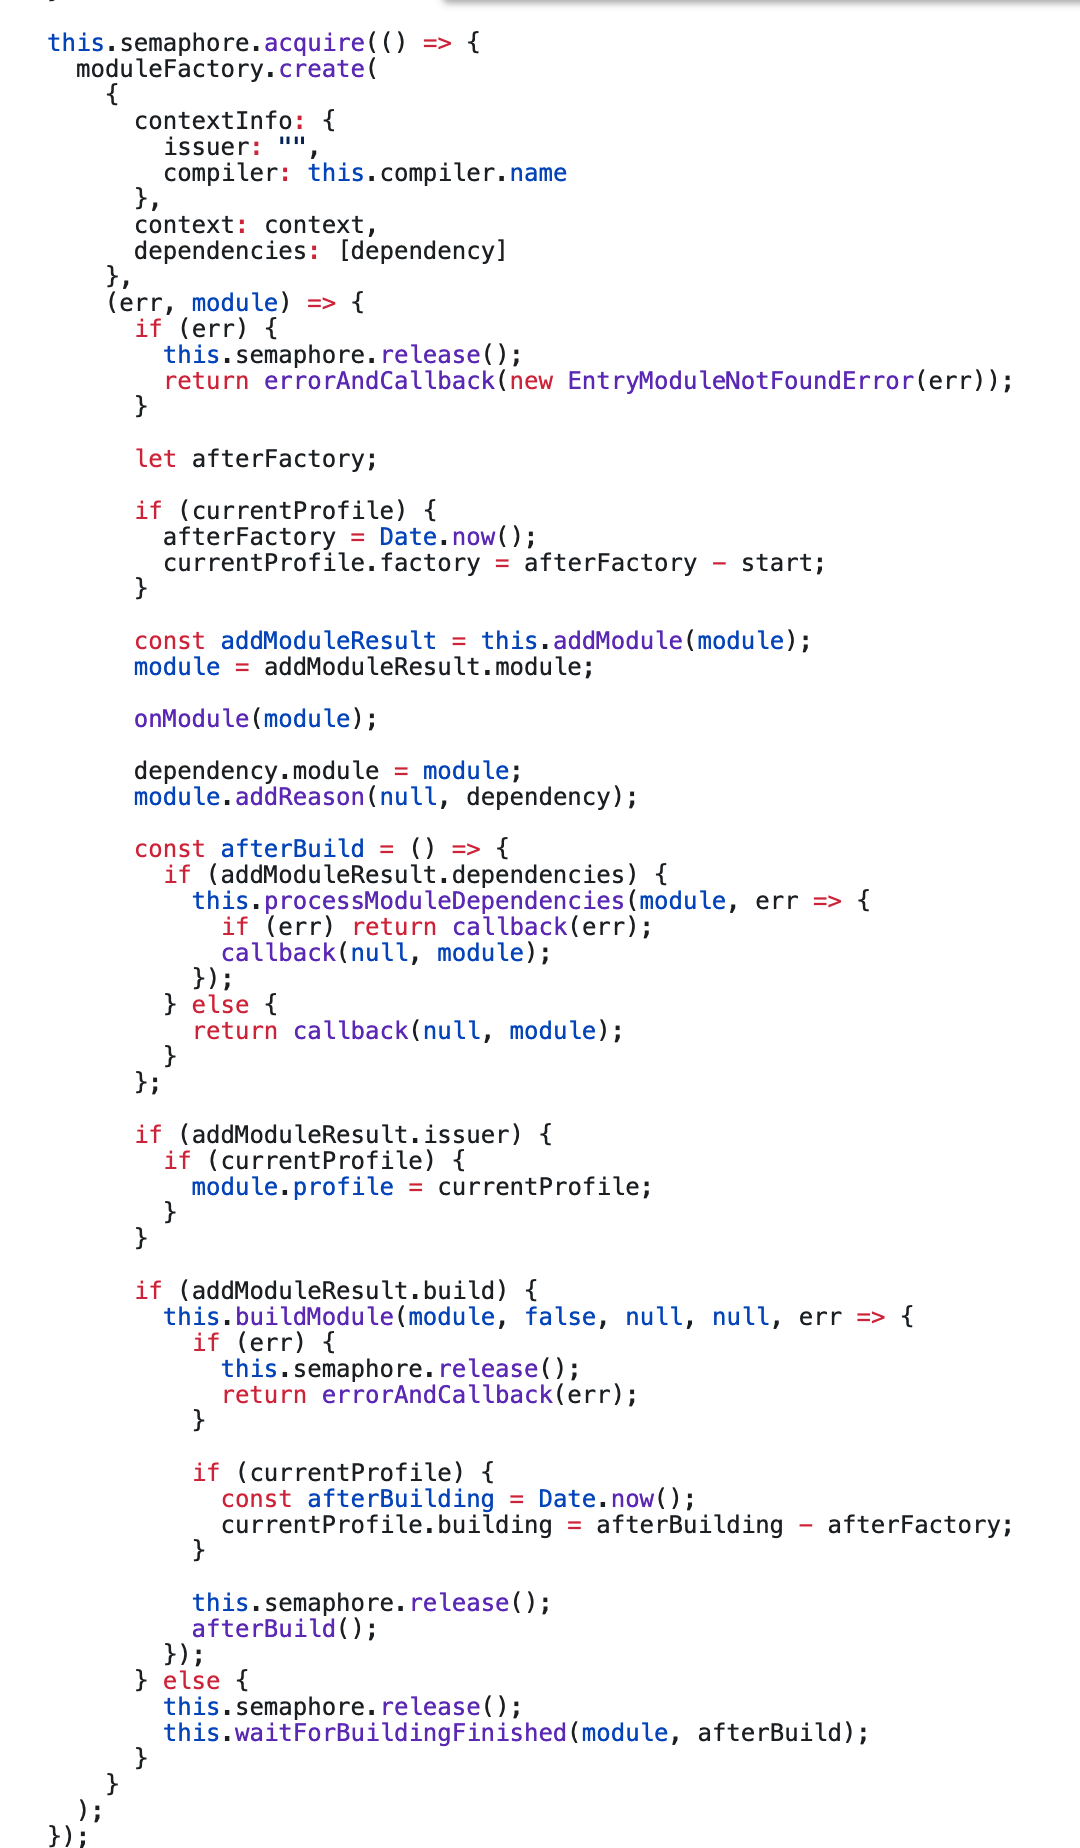 this.semaphore.acquire(() => {
  moduleFactory.create(
    {
      contextInfo: {
        issuer: "",
        compiler: this.compiler.name
      },
      context: context,
      dependencies: [dependency]
    },
    (err, module) => {
      if (err) {
        this.semaphore.release();
        return errorAndCallback(new EntryModuleNotFoundError(err));
      }

      let afterFactory;

      if (currentProfile) {
        afterFactory = Date.now();
        currentProfile.factory = afterFactory - start;
      }

      const addModuleResult = this.addModule(module);
      module = addModuleResult.module;

      onModule(module);

      dependency.module = module;
      module.addReason(null, dependency);

      const afterBuild = () => {
        if (addModuleResult.dependencies) {
          this.processModuleDependencies(module, err => {
            if (err) return callback(err);
            callback(null, module);
          });
        } else {
          return callback(null, module);
        }
      };

      if (addModuleResult.issuer) {
        if (currentProfile) {
          module.profile = currentProfile;
        }
      }

      if (addModuleResult.build) {
        this.buildModule(module, false, null, null, err => {
          if (err) {
            this.semaphore.release();
            return errorAndCallback(err);
          }

          if (currentProfile) {
            const afterBuilding = Date.now();
            currentProfile.building = afterBuilding - afterFactory;
          }

          this.semaphore.release();
          afterBuild();
        });
      } else {
        this.semaphore.release();
        this.waitForBuildingFinished(module, afterBuild);
      }
    }
  );
});